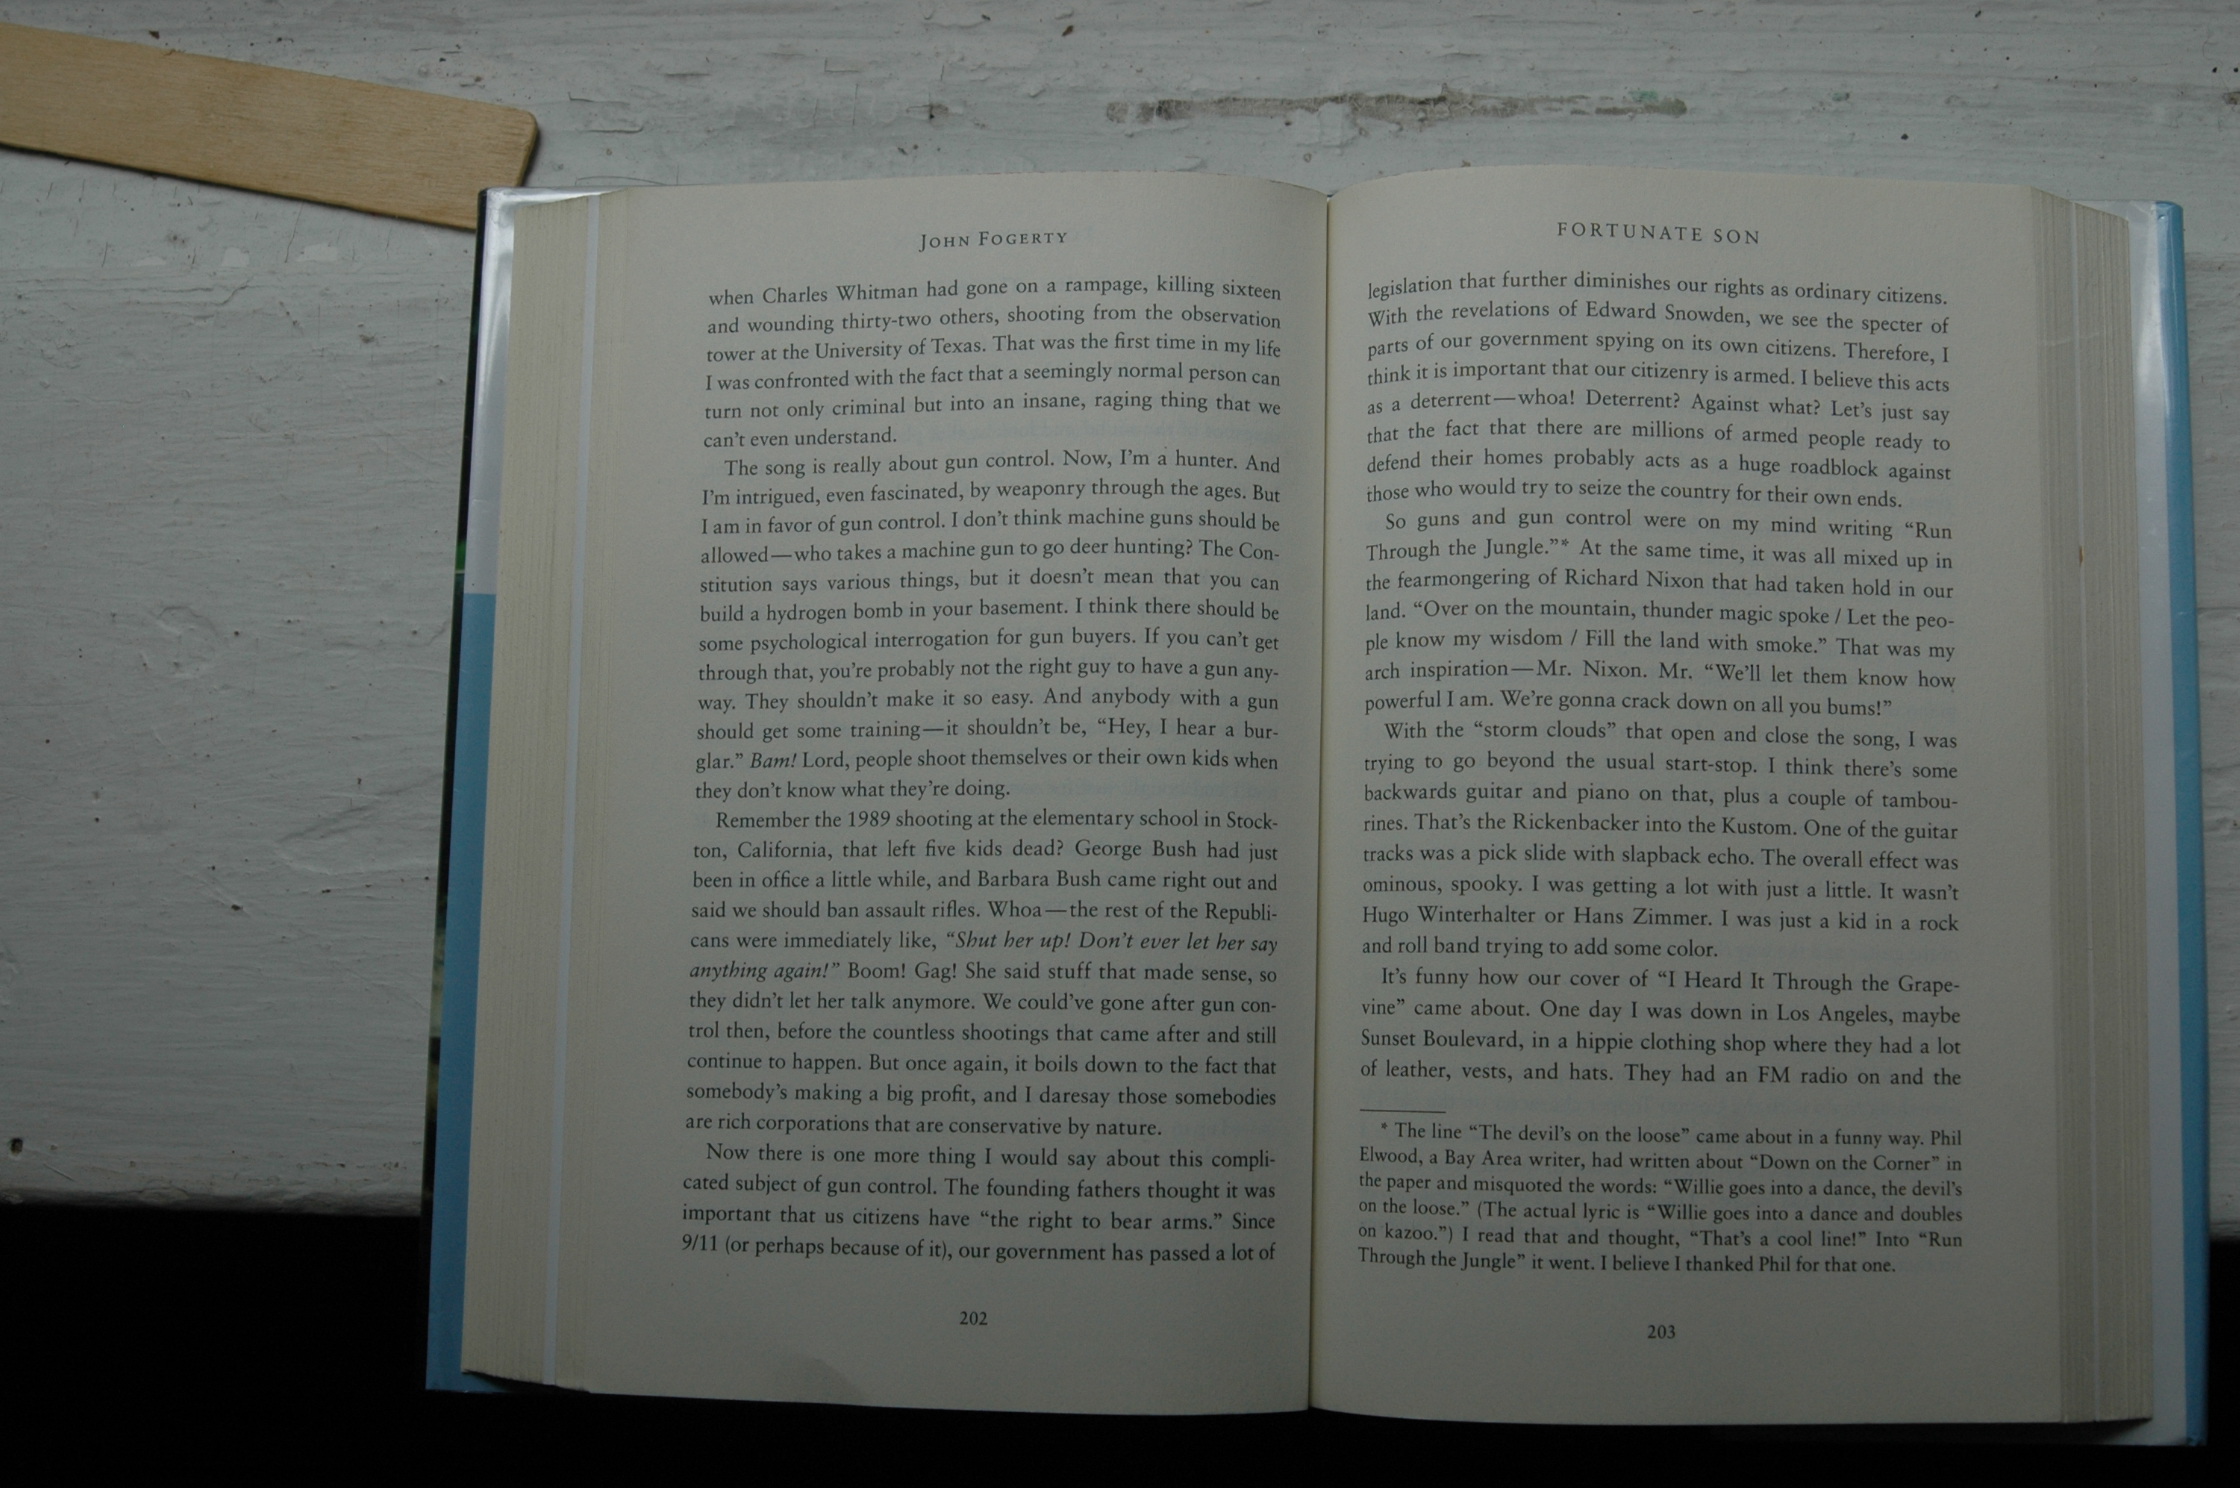 John Fogerty
when Charles Whitman had gone on a rampage, killing sixteen
and wounding thirty-two others, shooting from the observation
tower at the University of Texas. That was the first time in my life
I was confronted with the fact that a seemingly normal person can
turn not only criminal but into an insane, raging thing that we
can't even understand.
The song is really about gun control. Now, I'm a hunter. And
I'm intrigued, even fascinated, by weaponry through the ages. But
I am in favor of gun control. I don't think machine guns should be
allowed—who takes a machine gun to go deer hunting? The Con-
stitution says various things, but it doesn't mean that you can
build a hydrogen bomb in your basement. I think there should be
some psychological interrogation for gun buyers. If you can't get
through that, you're probably not the right guy to have a gun any-
way. They shouldn't make it so easy. And anybody with a gun
should get some training—it shouldn't be, “Hey, I hear a bur-
glar.” Bam! Lord, people shoot themselves or their own kids when
they don't know what they're doing.
Remember the 1989 shooting at the elementary school in Stock-
ton, California, that left five kids dead? George Bush had just
been in office a little while, and Barbara Bush came right out and
said we should ban assault rifles. Whoa—the rest of the Republi-
cans were immediately like, “Shut her up! Don't ever let her say
anything again!” Boom! Gag! She said stuff that made sense, so
they didn't let her talk anymore. We could've gone after gun con-
trol then, before the countless shootings that came after and still
continue to happen. But once again, it boils down to the fact that
somebody's making a big profit, and I daresay those somebodies
are rich corporations that are conservative by nature.
Now there is one more thing I would say about this compli-
cated subject of gun control. The founding fathers thought it was
important that us citizens have “the right to bear arms.” Since
9/11 (or perhaps because of it), our government has passed a lot of
202
FORTUNATE SON
legislation that further diminishes our rights as ordinary citizens.
With the revelations of Edward Snowden, we see the specter of
parts of our government spying on its own citizens. Therefore, I
think it is important that our citizenry is armed. I believe this acts
as a deterrent—whoa! Deterrent? Against what? Let's just say
that the fact that there are millions of armed people ready to
defend their homes probably acts as a huge roadblock against
those who would try to seize the country for their own ends.
So guns and gun control were on my mind writing “Run
Through the Jungle.”* At the same time, it was all mixed up in
the fearmongering of Richard Nixon that had taken hold in our
land. “Over on the mountain, thunder magic spoke / Let the peo-
ple know my wisdom / Fill the land with smoke.” That was my
arch inspiration—Mr. Nixon. Mr. “We'll let them know how
powerful I am. We're gonna crack down on all you bums!”
With the “storm clouds” that open and close the song, I was
trying to go beyond the usual start-stop. I think there's some
backwards guitar and piano on that, plus a couple of tambou-
rines. That's the Rickenbacker into the Kustom. One of the guitar
tracks was a pick slide with slapback echo. The overall effect was
ominous, spooky. I was getting a lot with just a little. It wasn't
Hugo Winterhalter or Hans Zimmer. I was just a kid in a rock
and roll band trying to add some color.
It's funny how our cover of “I Heard It Through the Grape-
vine” came about. One day I was down in Los Angeles, maybe
Sunset Boulevard, in a hippie clothing shop where they had a lot
of leather, vests, and hats. They had an FM radio on and the
* The line “The devil's on the loose” came about in a funny way. Phil
Elwood, a Bay Area writer, had written about “Down on the Corner” in
the paper and misquoted the words: “Willie goes into a dance, the devil's
on the loose.” (The actual lyric is “Willie goes into a dance and doubles
on kazoo.”) I read that and thought, “That's a cool line!” Into “Run
Through the Jungle” it went. I believe I thanked Phil for that one.
203